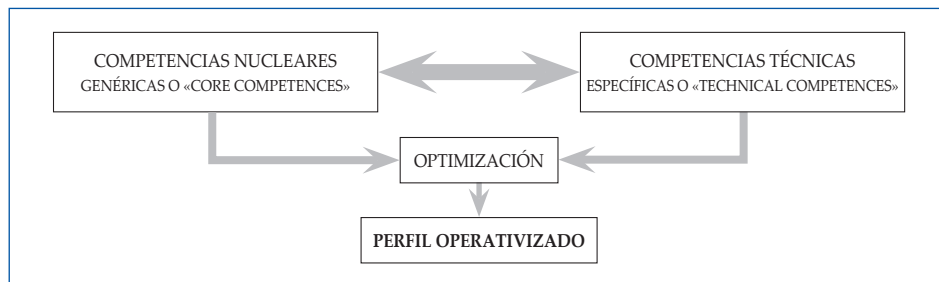 COMPETENCIAS NUCLEARES
GENÉRICAS O «CORE COMPETENCES»
COMPETENCIAS TÉCNICAS
ESPECÍFICAS O «TECHNICAL COMPETENCES»
OPTIMIZACIÓN
PERFIL OPERATIVIZADO